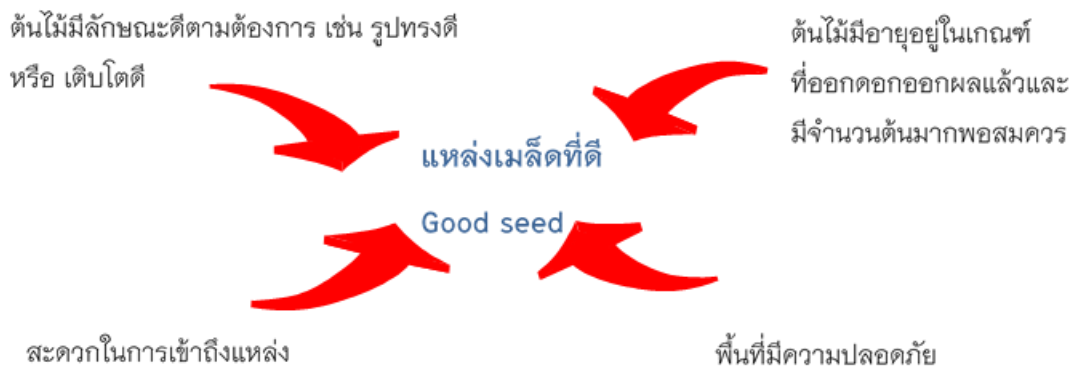 ต้นไม้มีลักษณะดีตามต้องการ เช่น รูปทรงดี
หรือ เติบโตดี
ต้นไม้มีอายุอยู่ในเกณฑ์
ที่ออกดอกออกผลแล้วและ
มีจำนวนต้นมากพอสมควร
แหล่งเมล็ดที่ดี
Good seed
สะดวกในการเข้าถึงแหล่ง
พื้นที่มีความปลอดภัย